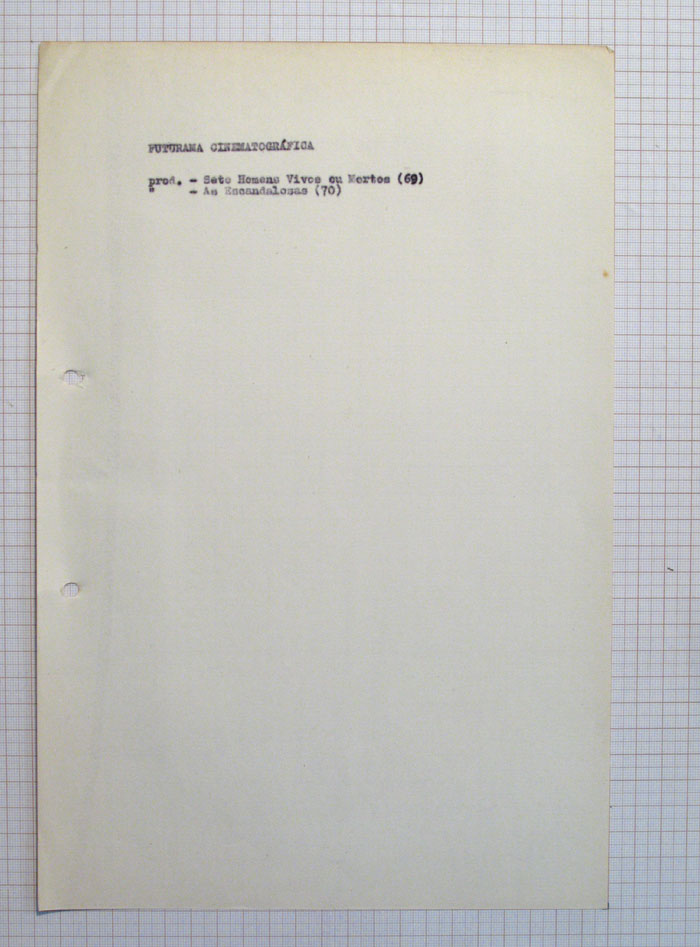 FUTURAMA CINEMATOGRÁFICA
prod. - Sete Homens Vivos ou Mortos (69)
" - As Escandalosas (70)